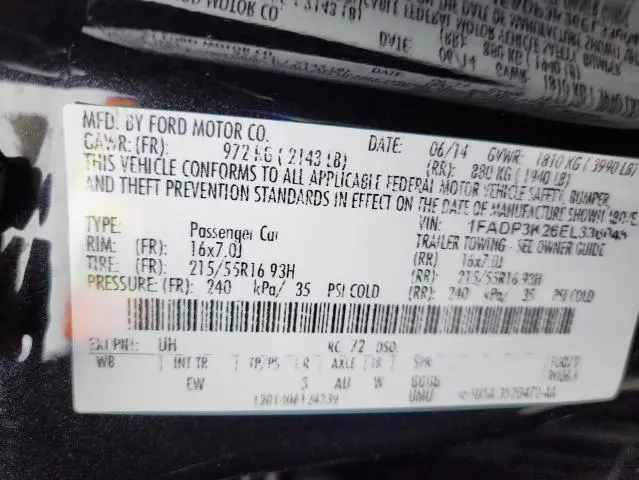 MFD. BY FORD MOTOR CO. DATE: 06/14 GVWR: 1810 KG ( 3990 LB)
GAWR: (FR): 972 KG ( 2143 LB) (RR): 880 KG ( 1940 LB)
THIS VEHICLE CONFORMS TO ALL APPLICABLE FEDERAL MOTOR VEHICLE SAFETY, BUMPER,
AND THEFT PREVENTION STANDARDS IN EFFECT ON THE DATE OF MANUFACTURE SHOWN ABOVE.
VIN: 1FADP3K26EL
TYPE: Passenger Car TRAILER TOWING - SEE OWNER GUIDE
RIM: (FR): 16x7.0J (RR): 16x7.0J
TIRE: (FR): 215/55R16 93H (RR): 215/55R16 93H
PRESSURE: (FR): 240 kPa/ 35 PSI COLD (RR): 240 kPa/ 35 PSI COLD
EXT PNT: UH RC: 72 DSO:
WB INT TR TP/PS R AXLE TR SPR
EW 3 AU W
UMU